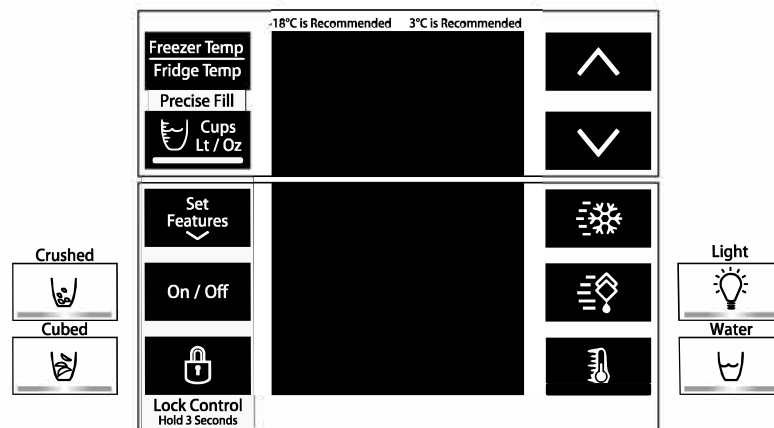 -18°C is Recommended 3°C is Recommended
Freezer Temp
Fridge Temp
Precise Fill
Cups
Lt / Oz
Set
Features
On / Off
Lock Control
Hold 3 Seconds
Crushed
Cubed
Light
Water